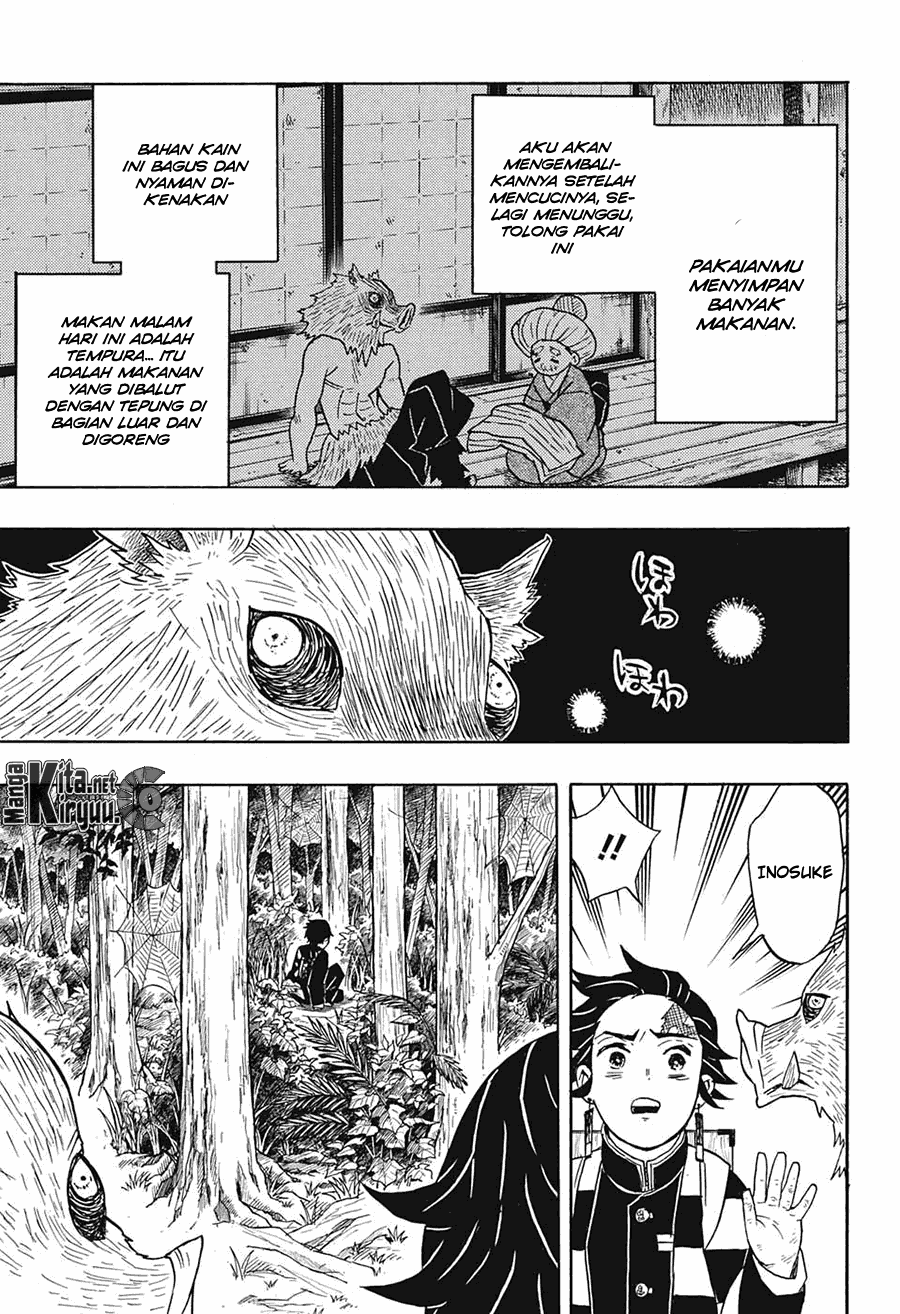 PAKAIANMU
MENYIMPAN
BANYAK
MAKANAN.
AKU AKAN
MENGEMBALI-
KANNYA SETELAH
MENCUCINYA, SE-
LAGI MENUNGGU,
TOLONG PAKAI
INI
BAHAN KAIN
INI BAGUS DAN
NYAMAN DI-
KENAKAN
MAKAN MALAM
HARI INI ADALAH
TEMPURA... ITU
ADALAH MAKANAN
YANG DIBALUT
DENGAN TEPUNG DI
BAGIAN LUAR DAN
DIGORENG
ほわ
ほわ
INOSUKE
!!
MangaKita.net
Kiryuu.co